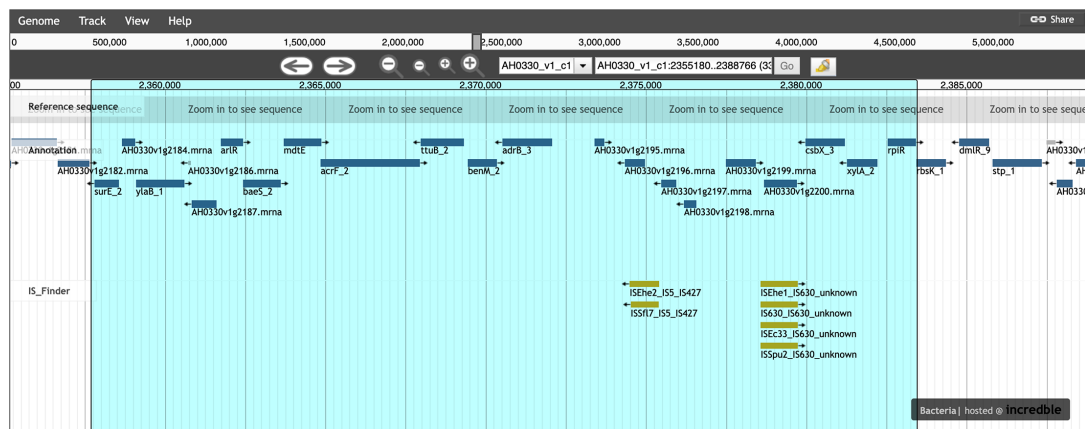 Genome Track View Help Share
0 500,000 1,000,000 1,500,000 2,000,000 2,500,000 3,000,000 3,500,000 4,000,000 4,500,000 5,000,000
AH0330_v1_c1 AH0330_v1_c1:2355180..2388766 (33 Go
00 2,360,000 2,365,000 2,370,000 2,375,000 2,380,000 2,385,000
Reference sequence Zoom in to see sequence Zoom in to see sequence Zoom in to see sequence Zoom in to see sequence Zoom in to see sequence Zoom in to see
Annotation AH0330v1g2184.mrna arlR mdtE ttuB_2 adrB_3 AH0330v1g2195.mrna csbX_3 rpiR dmlR_9 AH0330v1
AH0330v1g2182.mrna AH0330v1g2186.mrna acrF_2 benM_2 AH0330v1g2196.mrna AH0330v1g2199.mrna xylA_2 rbsK_1 stp_1
surE_2 ylaB_1 baeS_2 AH0330v1g2197.mrna AH0330v1g2200.mrna AH0330
AH0330v1g2187.mrna AH0330v1g2198.mrna
IS_Finder
ISEhe2_IS5_IS427 ISEhe1_IS630_unknown
ISSfl7_IS5_IS427 IS630_IS630_unknown
ISEc33_IS630_unknown
ISSpu2_IS630_unknown
Bacteria| hosted @ incredble